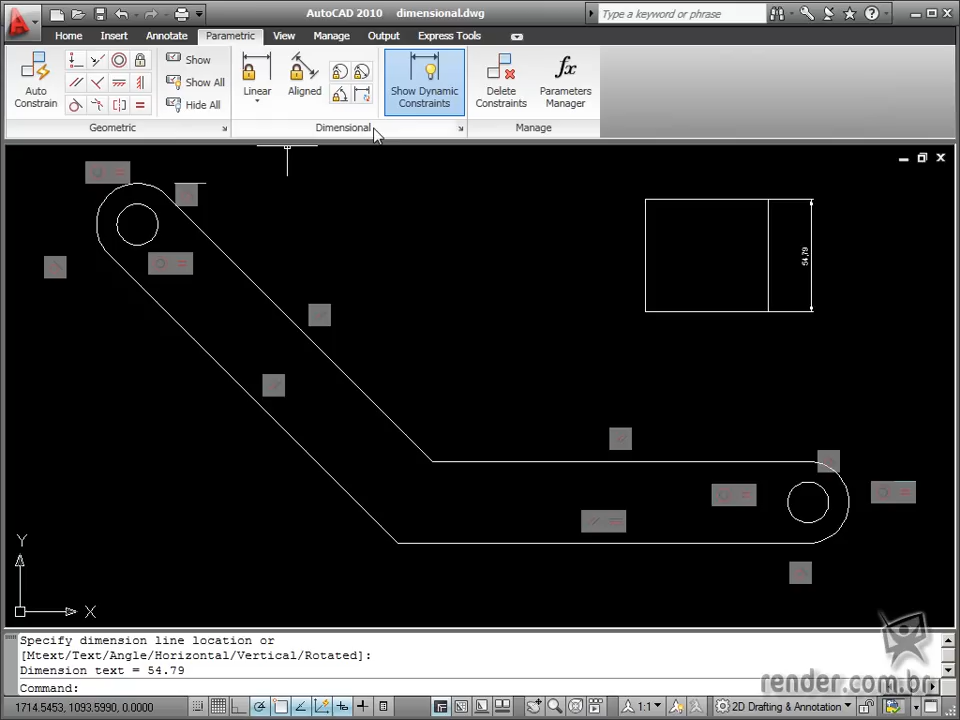 AutoCAD 2010 dimensional.dwg
Type a keyword or phrase
Home Insert Annotate Parametric View Manage Output Express Tools
Auto Constrain
Show
Show All
Hide All
Linear
Aligned
Show Dynamic Constraints
Delete Constraints
fx
Parameters Manager
Geometric
Dimensional
Manage
54,79
Y
X
Specify dimension line location or
[Mtext/Text/Angle/Horizontal/Vertical/Rotated]:
Dimension text = 54.79
Command:
render.com.br
1714.5453, 1093.5990, 0.0000
1:1
2D Drafting & Annotation